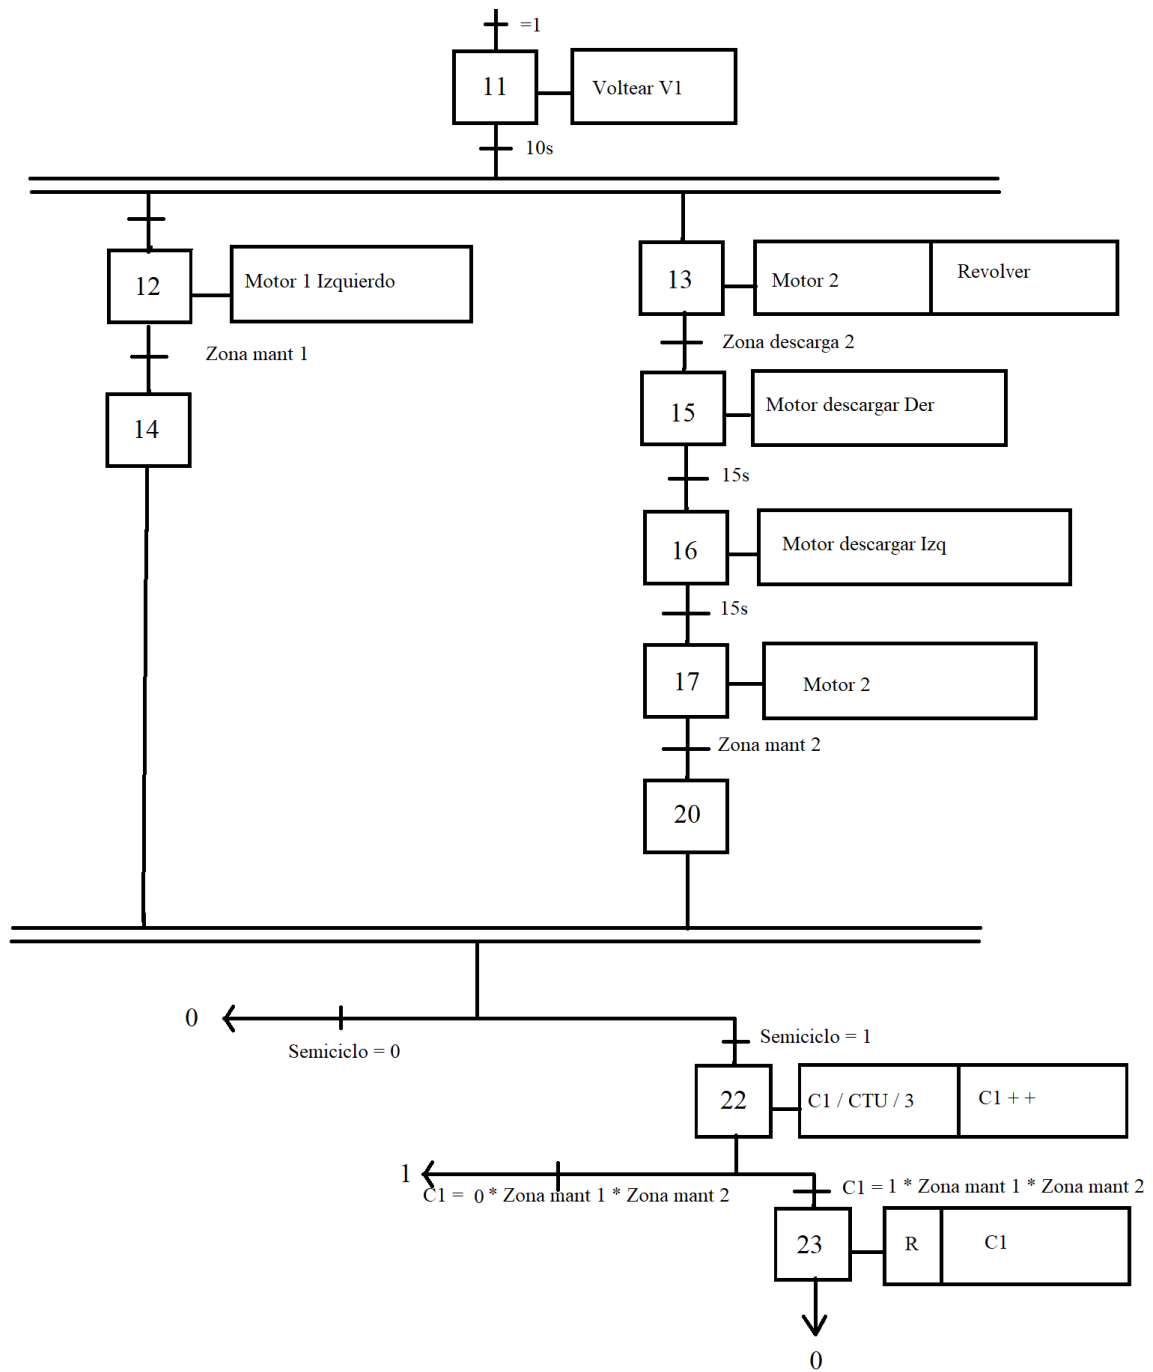 =1
11
Voltear V1
10s
12
Motor 1 Izquierdo
13
Motor 2
Revolver
Zona mant 1
Zona descarga 2
14
15
Motor descargar Der
15s
16
Motor descargar Izq
15s
17
Motor 2
Zona mant 2
20
0
Semiciclo = 0
Semiciclo = 1
22
C1 / CTU / 3
C1 + +
1
C1 = 0 * Zona mant 1 * Zona mant 2
C1 = 1 * Zona mant 1 * Zona mant 2
23
R
C1
0